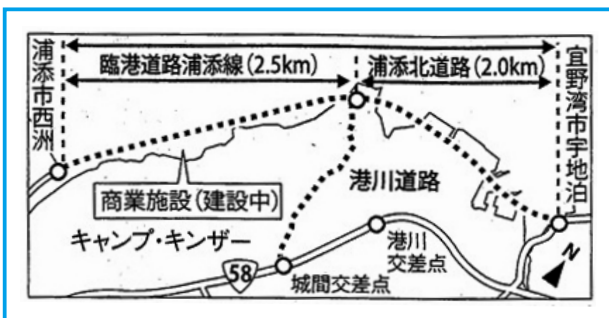 浦添市西洲
臨港道路浦添線(2.5km)
浦添北道路(2.0km)
宜野湾市宇地泊
商業施設(建設中)
港川道路
キャンプ・キンザー
港川
交差点
58
城間交差点
N